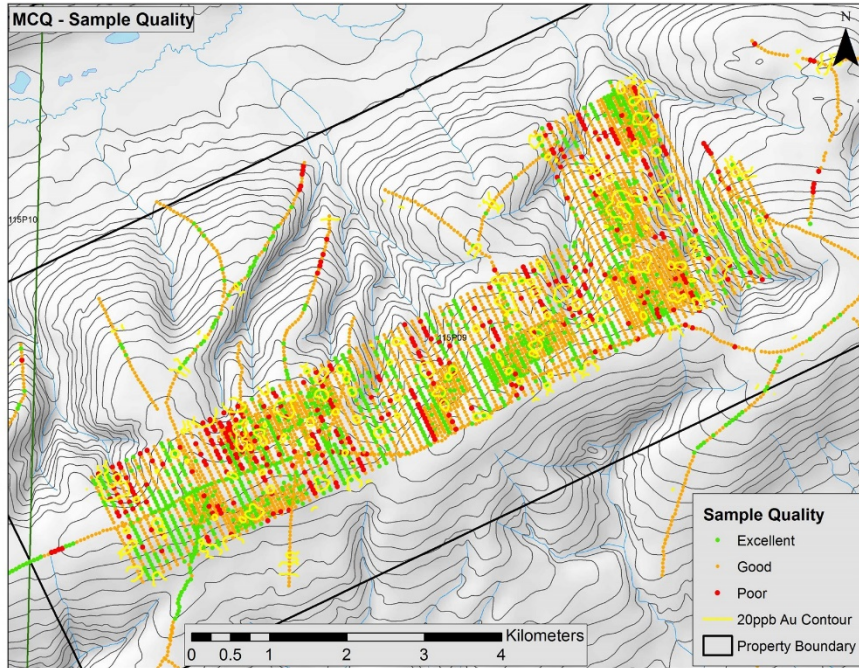 MCQ - Sample Quality
N
115P10
115P09
Sample Quality
Excellent
Good
Poor
20ppb Au Contour
Property Boundary
Kilometers
0 0.5 1 2 3 4